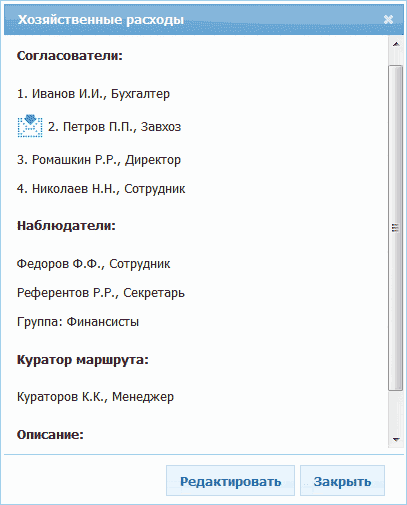 Хозяйственные расходы
Согласователи:
1. Иванов И.И., Бухгалтер
2. Петров П.П., Завхоз
3. Ромашкин Р.Р., Директор
4. Николаев Н.Н., Сотрудник
Наблюдатели:
Федоров Ф.Ф., Сотрудник
Референтов Р.Р., Секретарь
Группа: Финансисты
Куратор маршрута:
Кураторов К.К., Менеджер
Описание:
Редактировать Закрыть